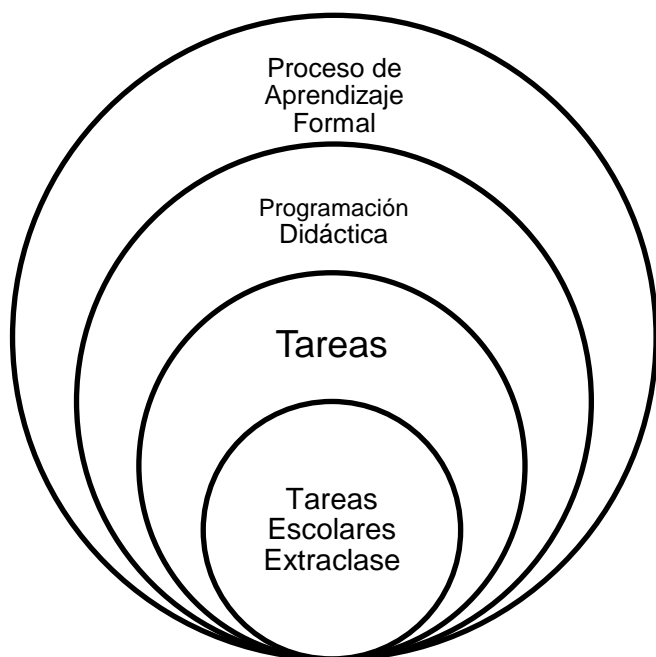 Proceso de
Aprendizaje
Formal
Programación
Didáctica
Tareas
Tareas
Escolares
Extraclase